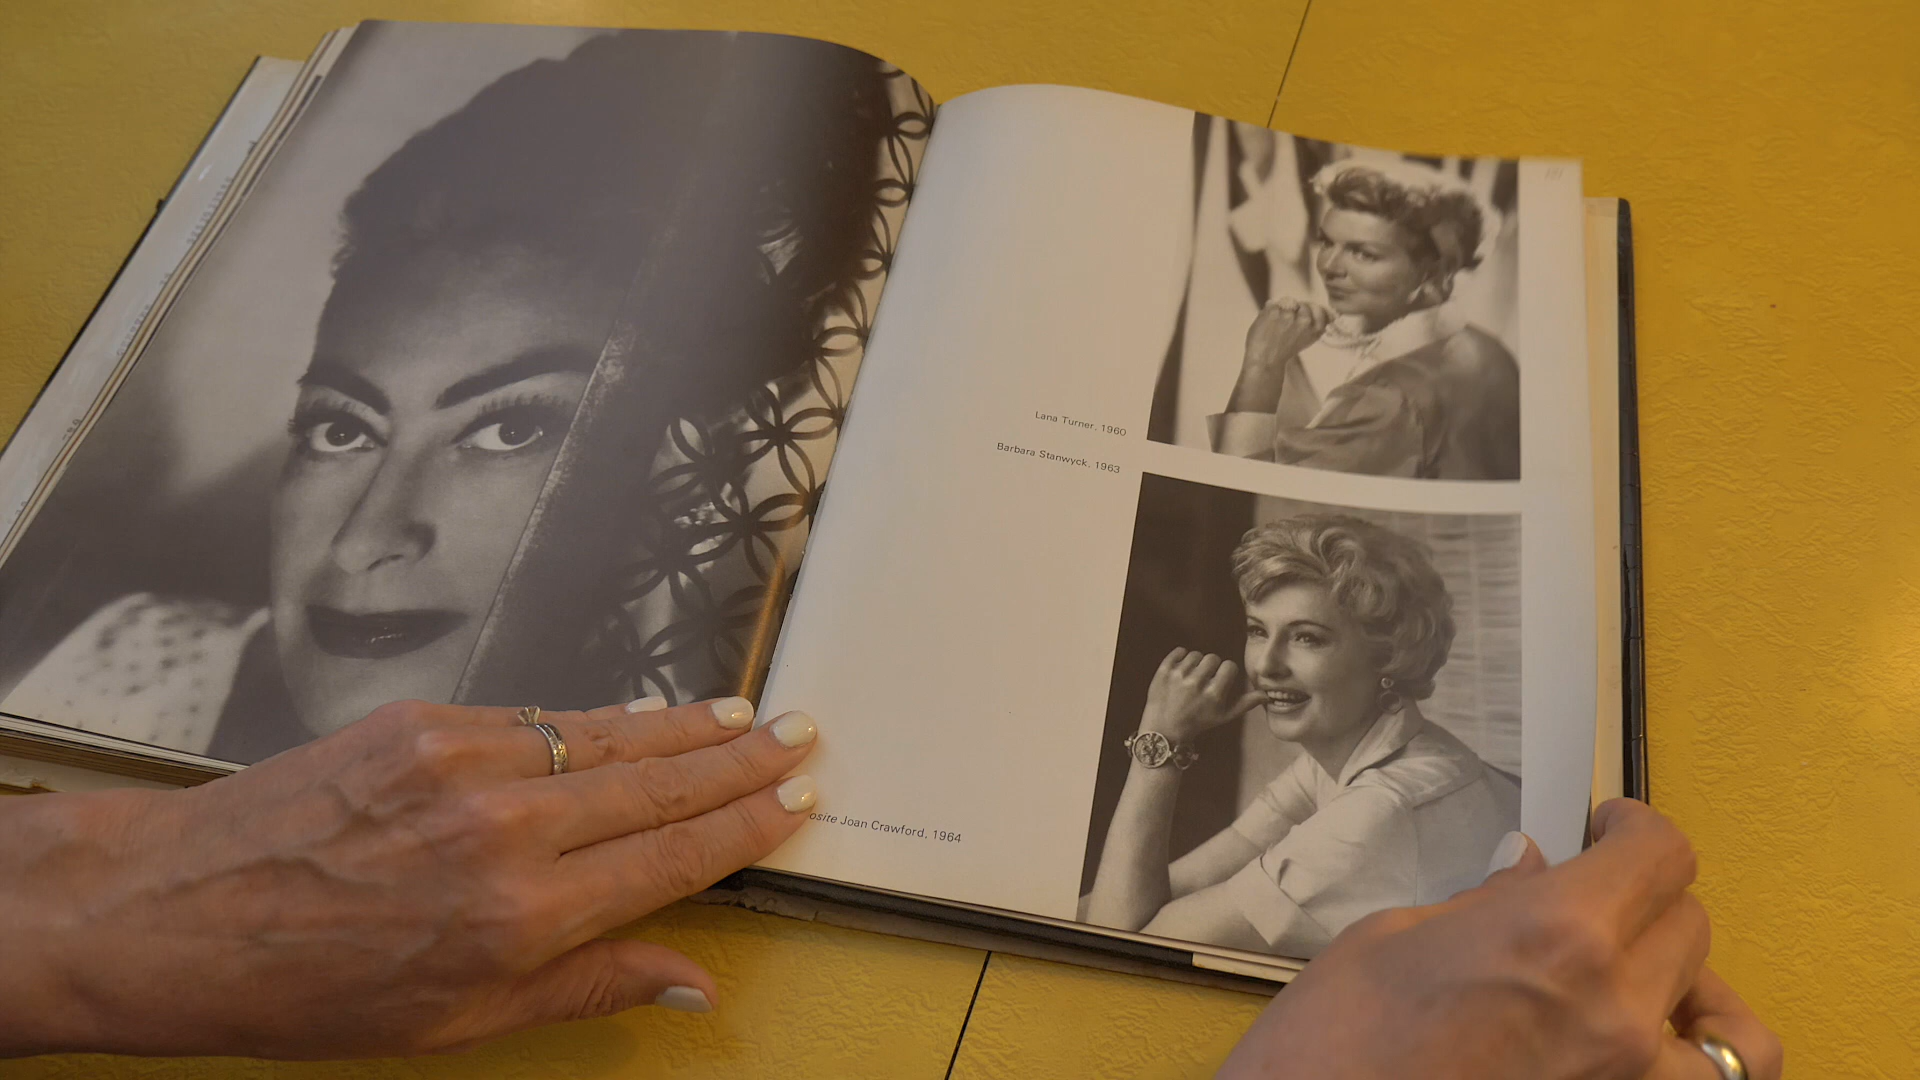 Lana Turner, 1960
Barbara Stanwyck, 1963
osite Joan Crawford, 1964